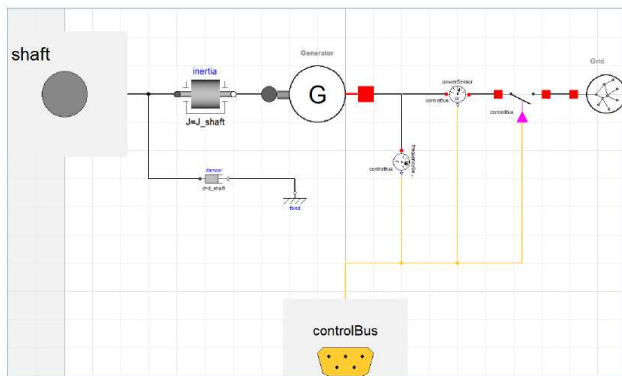 shaft
Generator
Grid
inertia
powerSensor
G
controlBus
controlBus
J=J_shaft
controlBus
damper
d=d_shaft
fixed
controlBus